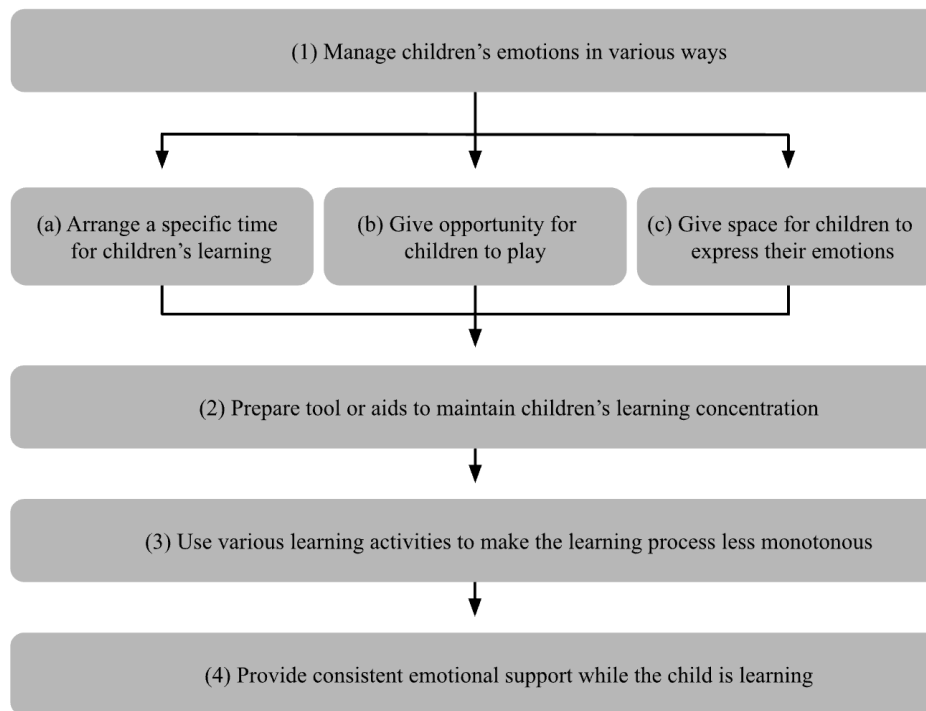 (1) Manage children’s emotions in various ways
(a) Arrange a specific time
for children’s learning
(b) Give opportunity for
children to play
(c) Give space for children to
express their emotions
(2) Prepare tool or aids to maintain children’s learning concentration
(3) Use various learning activities to make the learning process less monotonous
(4) Provide consistent emotional support while the child is learning